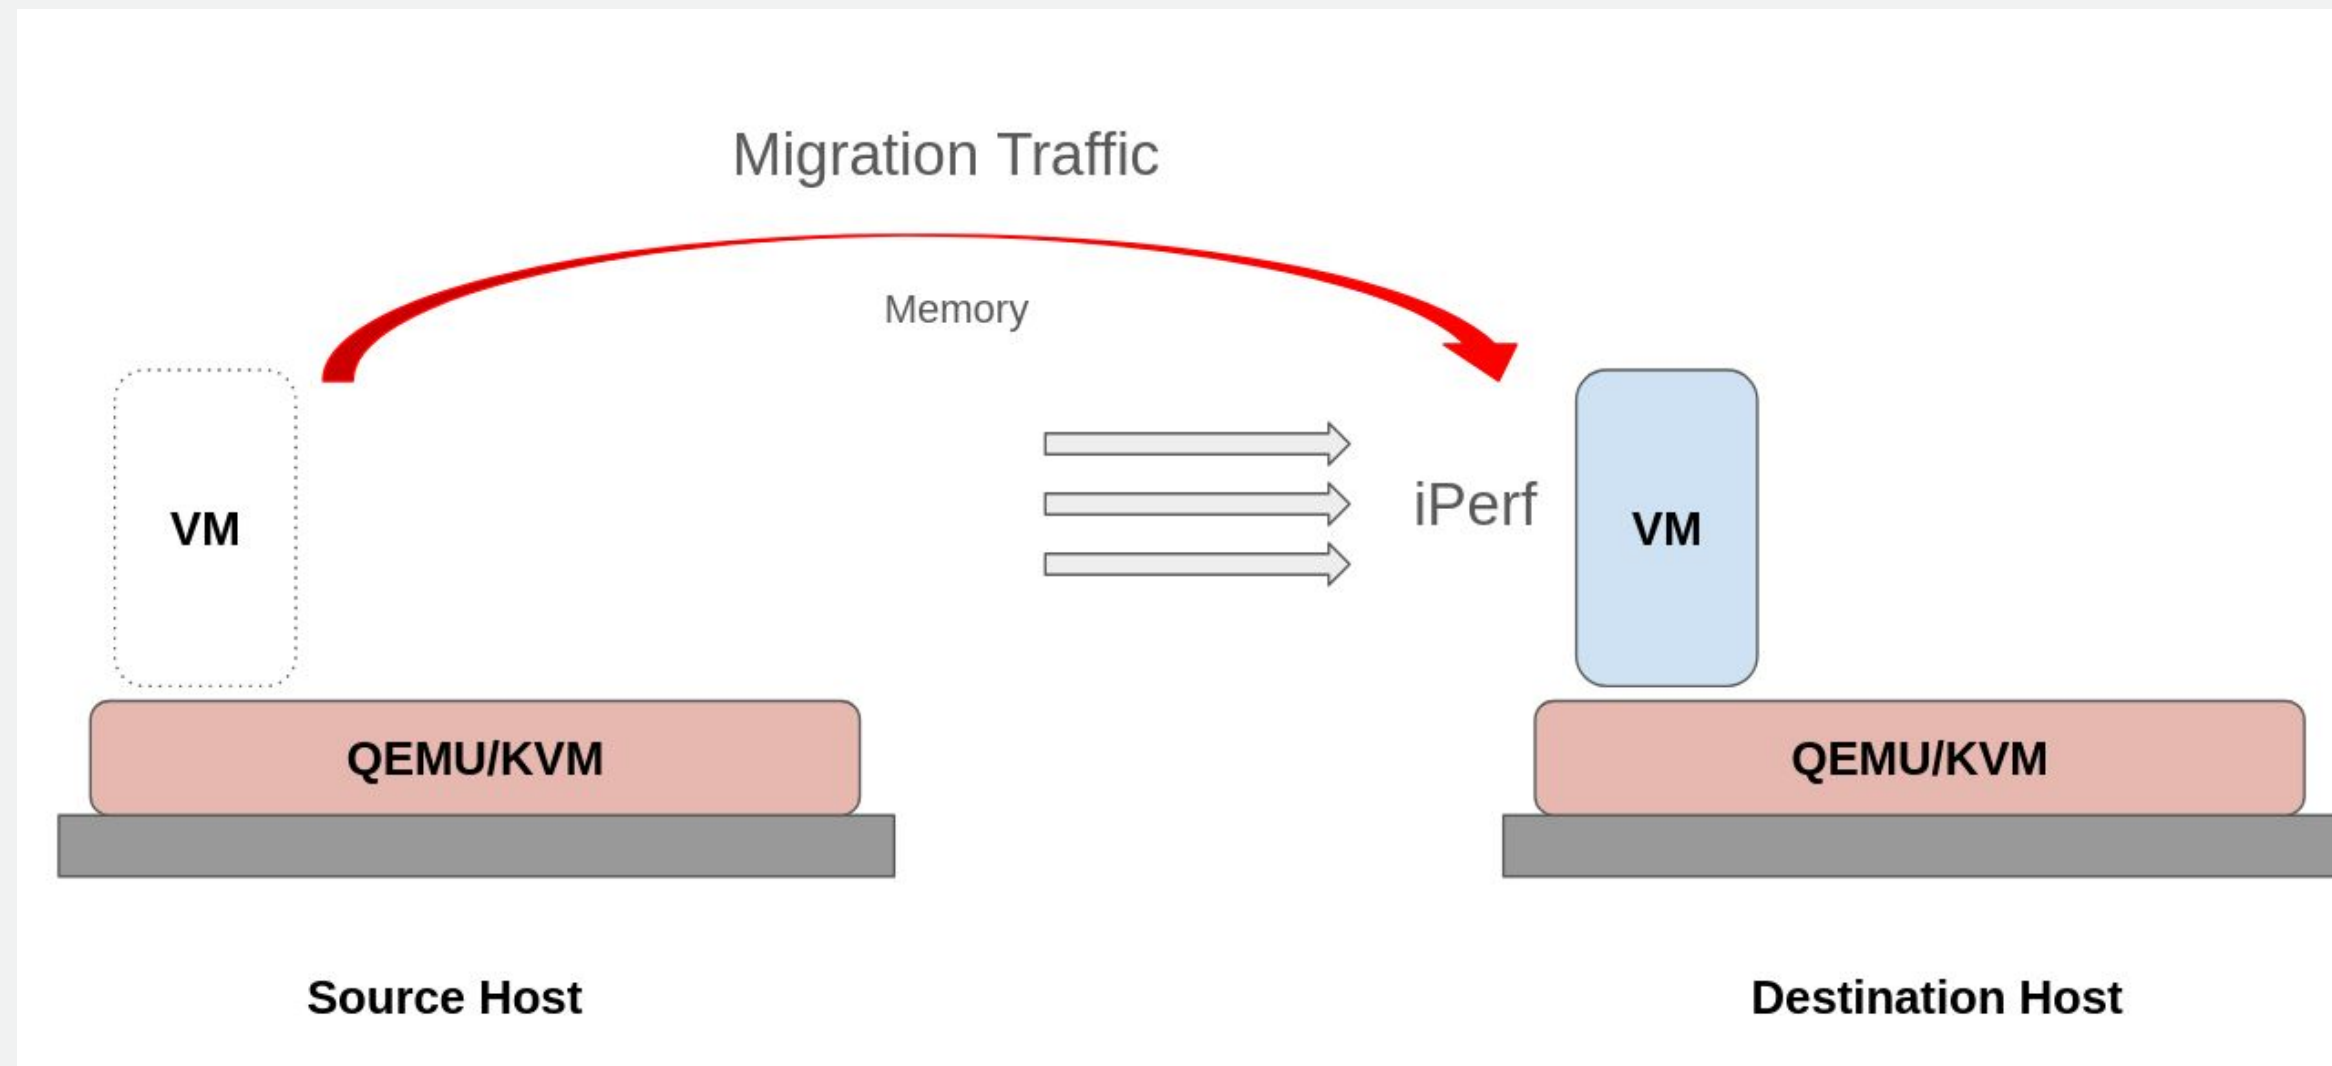 Migration Traffic
Memory
iPerf
VM
VM
QEMU/KVM
QEMU/KVM
Source Host
Destination Host